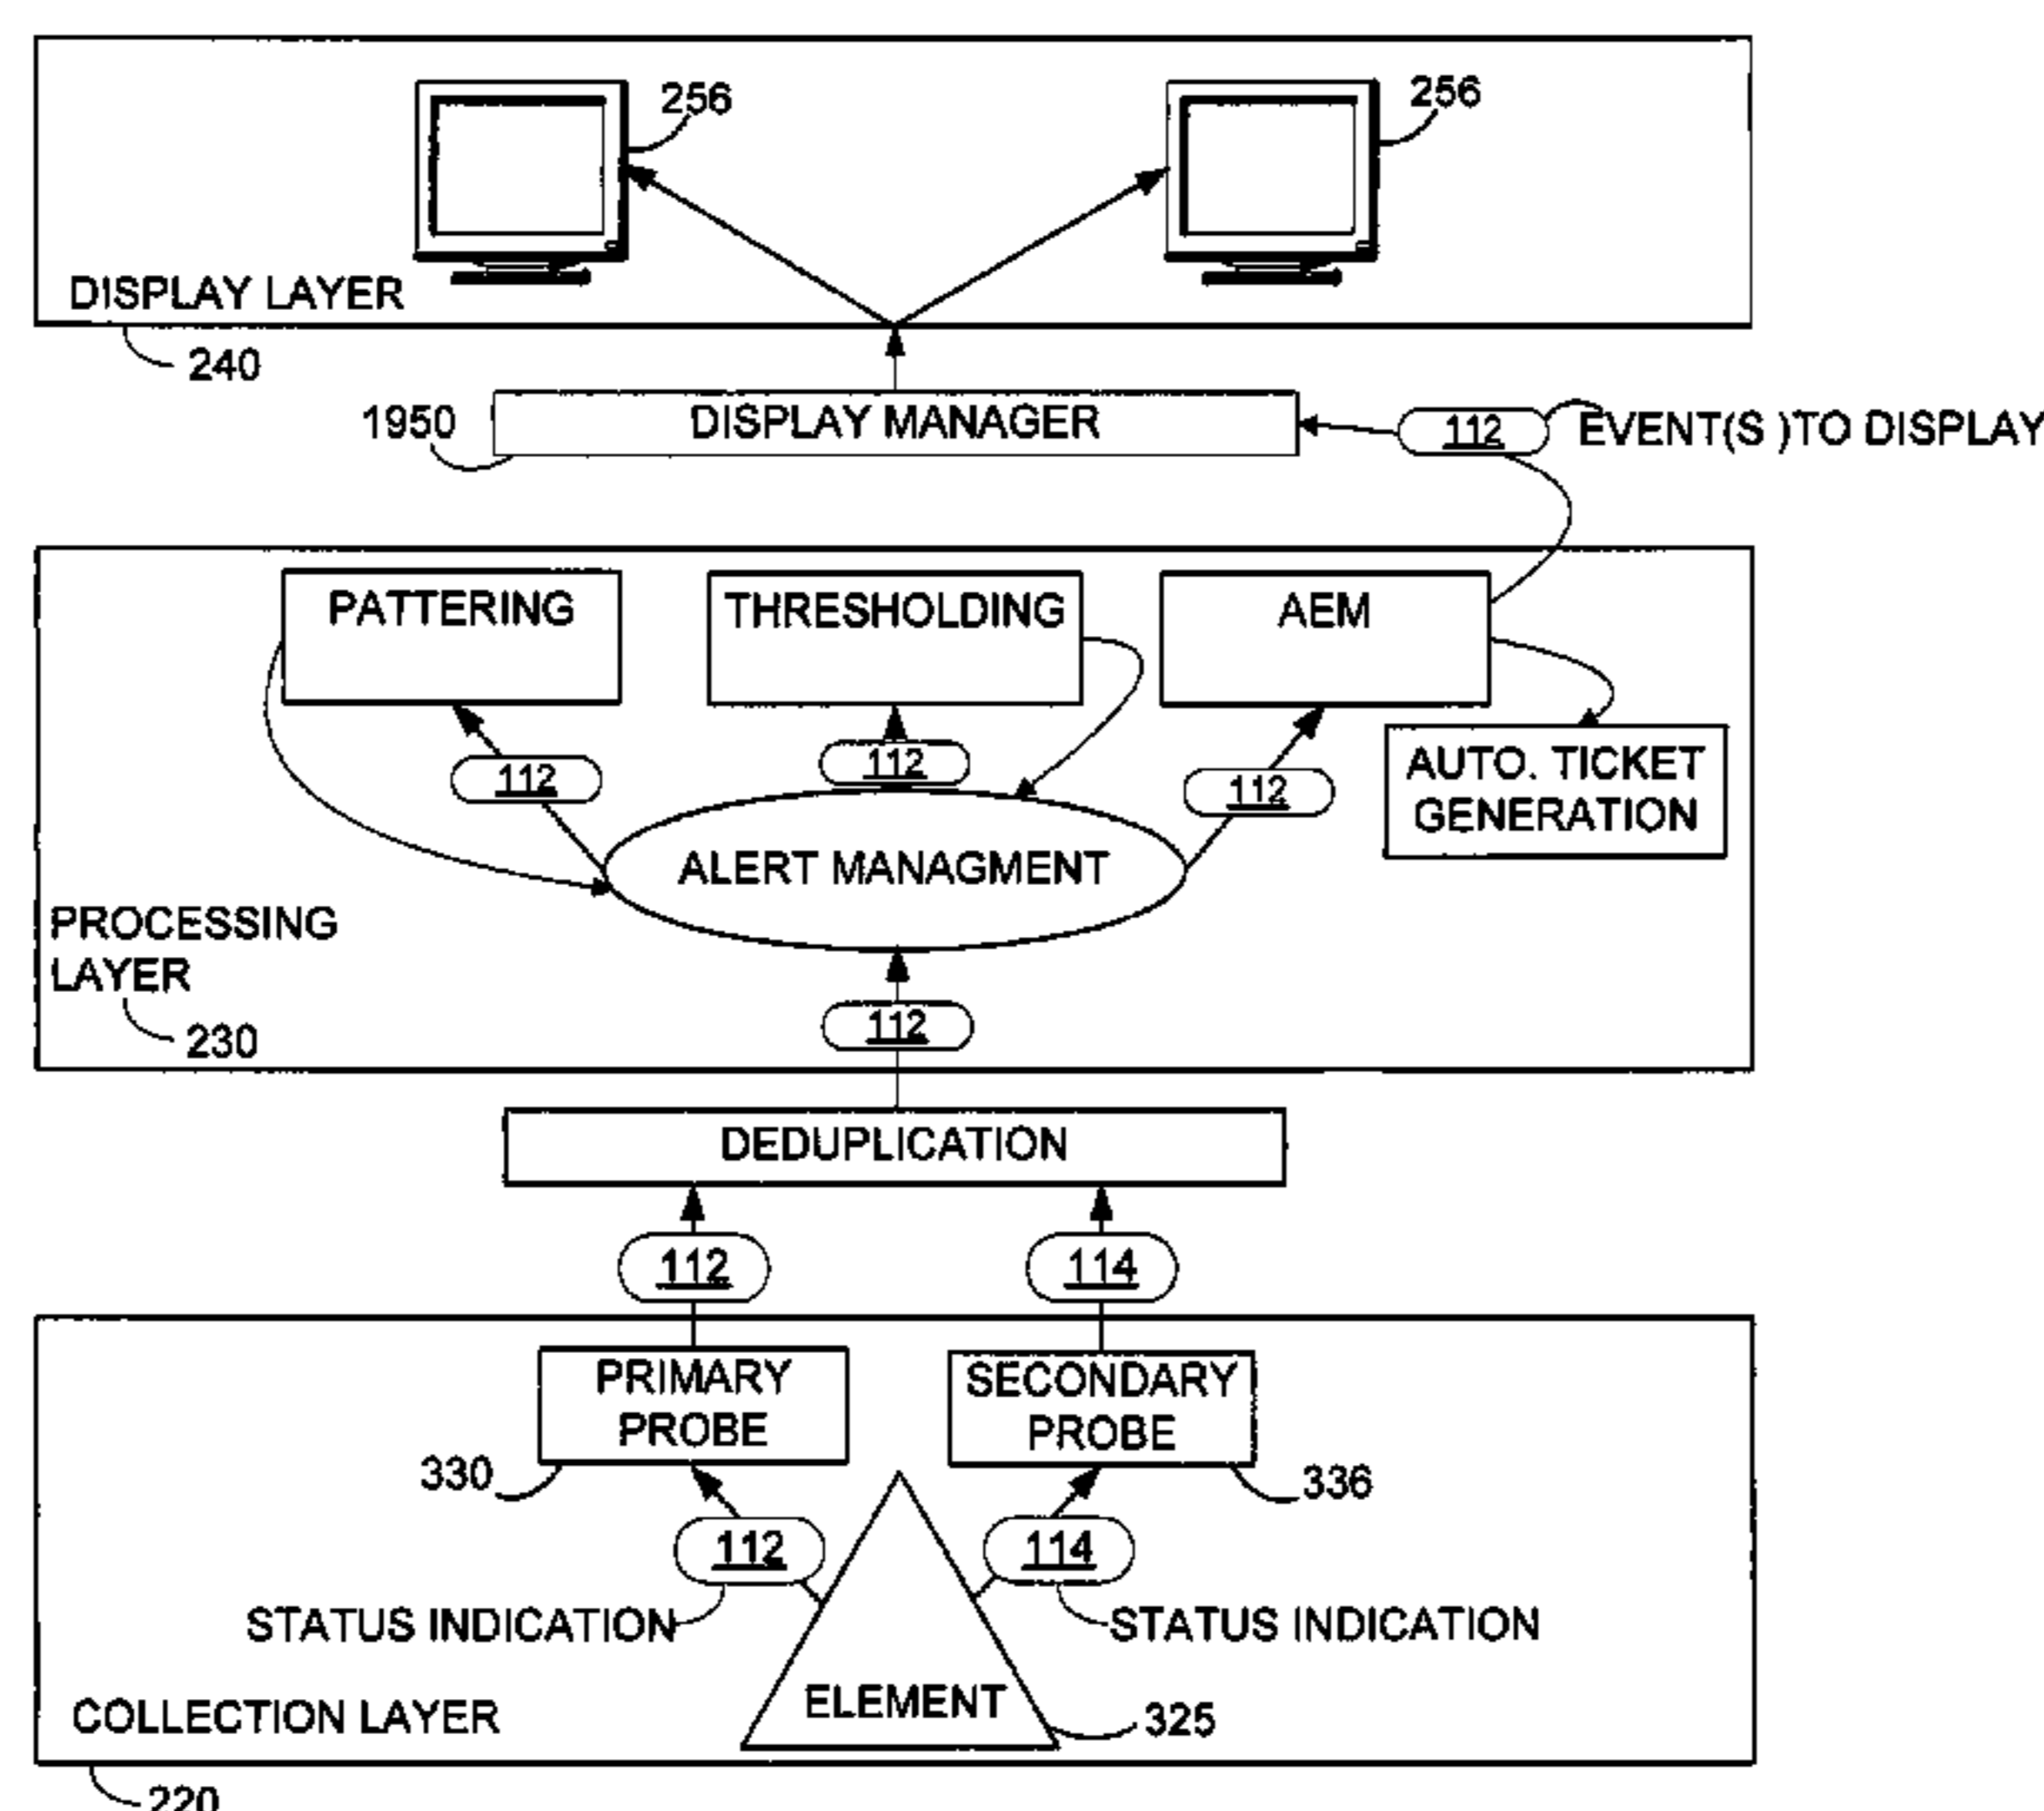 256
256
DISPLAY LAYER
240
1950
DISPLAY MANAGER
112
EVENT(S )TO DISPLAY
PATTERING
THRESHOLDING
AEM
112
112
112
AUTO. TICKET
GENERATION
ALERT MANAGMENT
PROCESSING
LAYER
230
112
DEDUPLICATION
112
114
PRIMARY
PROBE
SECONDARY
PROBE
330
336
112
114
STATUS INDICATION
STATUS INDICATION
ELEMENT
325
COLLECTION LAYER
220